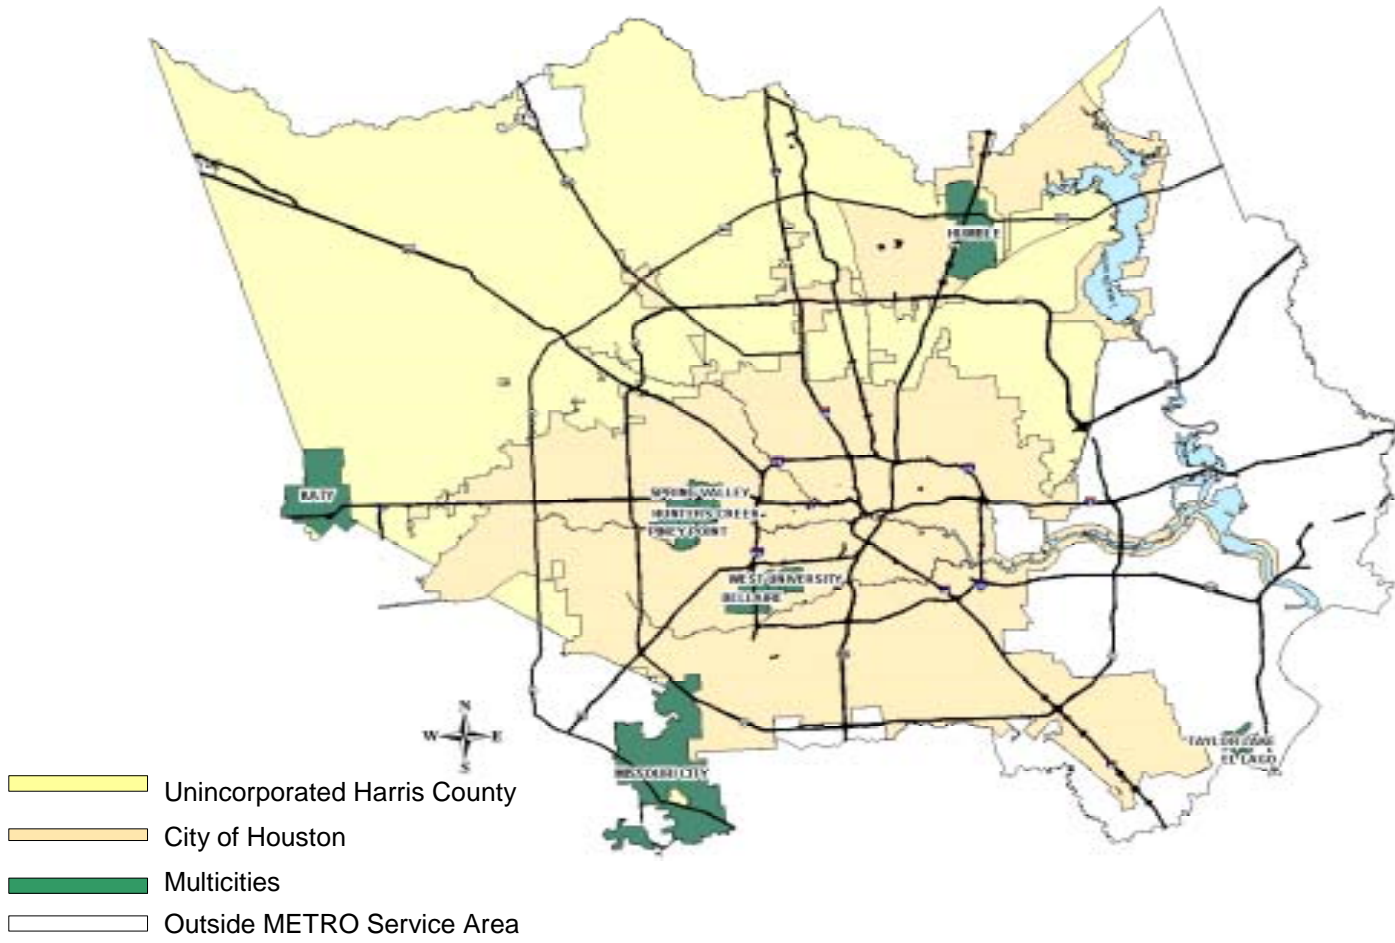 HUMBLE
KATY
SPRING VALLEY
HUNTERS CREEK
PINEY POINT
WEST UNIVERSITY
BELLAIRE
N
W E
S
TAYLOR LAKE
EL LAGO
MISSOURI CITY
Unincorporated Harris County
City of Houston
Multicities
Outside METRO Service Area